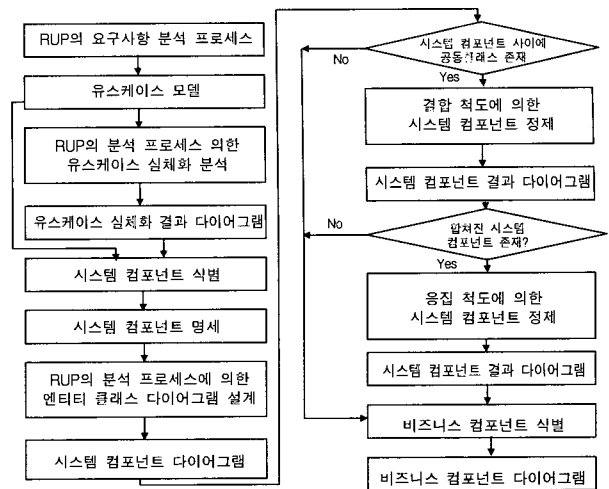 RUP의 요구사항 분석 프로세스
유스케이스 모델
RUP의 분석 프로세스 의한
유스케이스 실체화 분석
유스케이스 실체화 결과 다이어그램
시스템 컴포넌트 식별
시스템 컴포넌트 명세
RUP의 분석 프로세스에 의한
엔티티 클래스 다이어그램 설계
시스템 컴포넌트 다이어그램
시스템 컴포넌트 사이에
공통클래스 존재
No
Yes
결합 척도에 의한
시스템 컴포넌트 정제
시스템 컴포넌트 결과 다이어그램
No
합쳐진 시스템
컴포넌트 존재?
Yes
응집 척도에 의한
시스템 컴포넌트 정제
시스템 컴포넌트 결과 다이어그램
비즈니스 컴포넌트 식별
비즈니스 컴포넌트 다이어그램